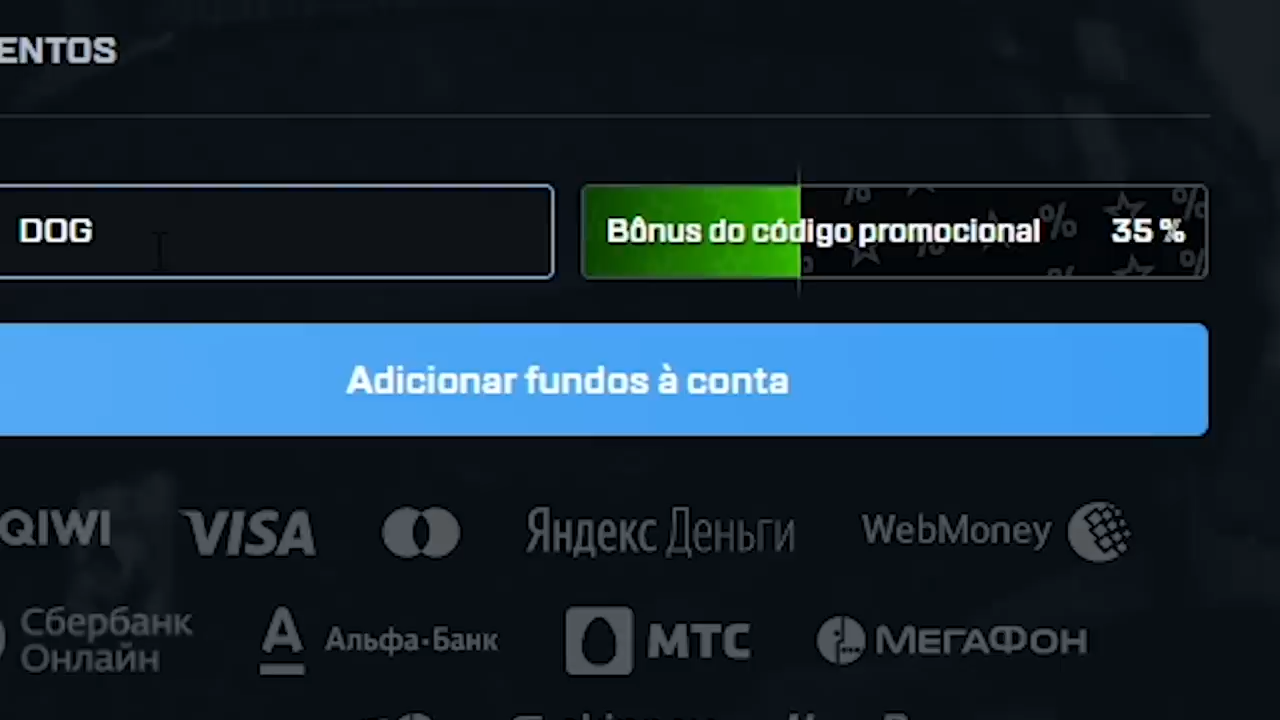 ENTOS
DOG
Bônus do código promocional 35 %
Adicionar fundos à conta
QIWI VISA Яндекс Деньги WebMoney
Сбербанк Онлайн
Альфа·Банк МТС МЕГАФОН